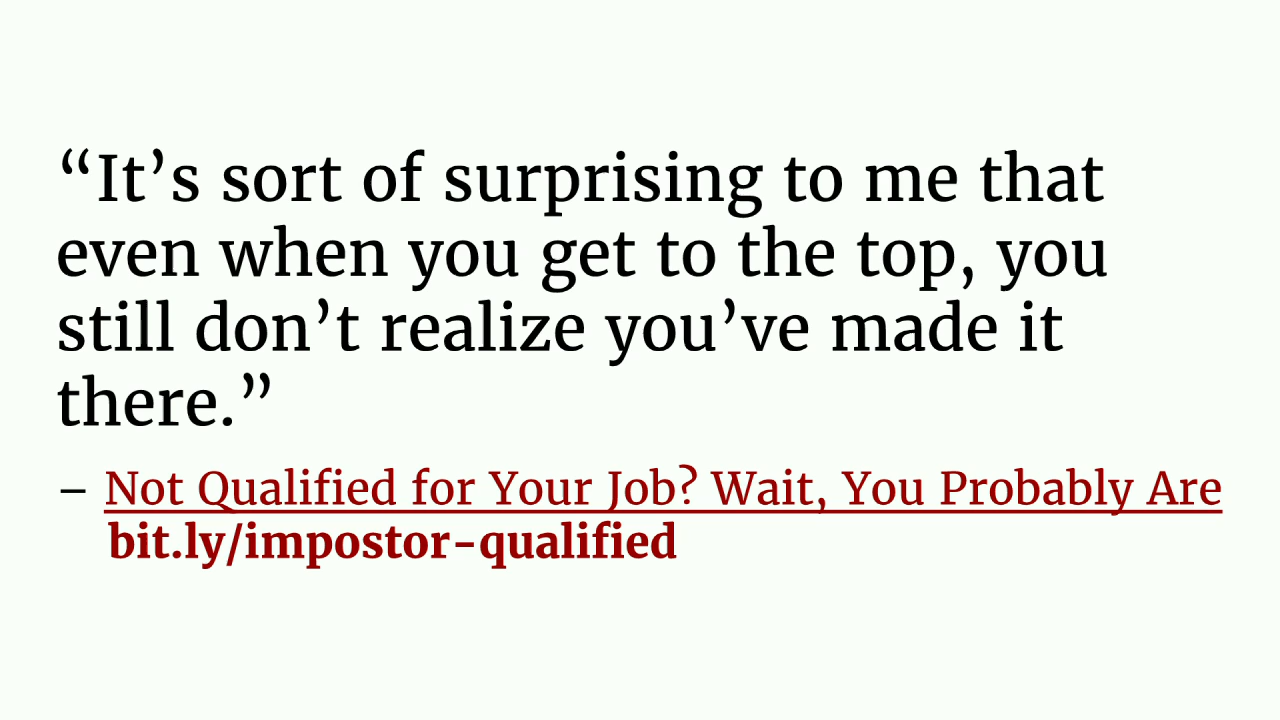 “It’s sort of surprising to me that
even when you get to the top, you
still don’t realize you’ve made it
there.”
– Not Qualified for Your Job? Wait, You Probably Are
bit.ly/impostor-qualified